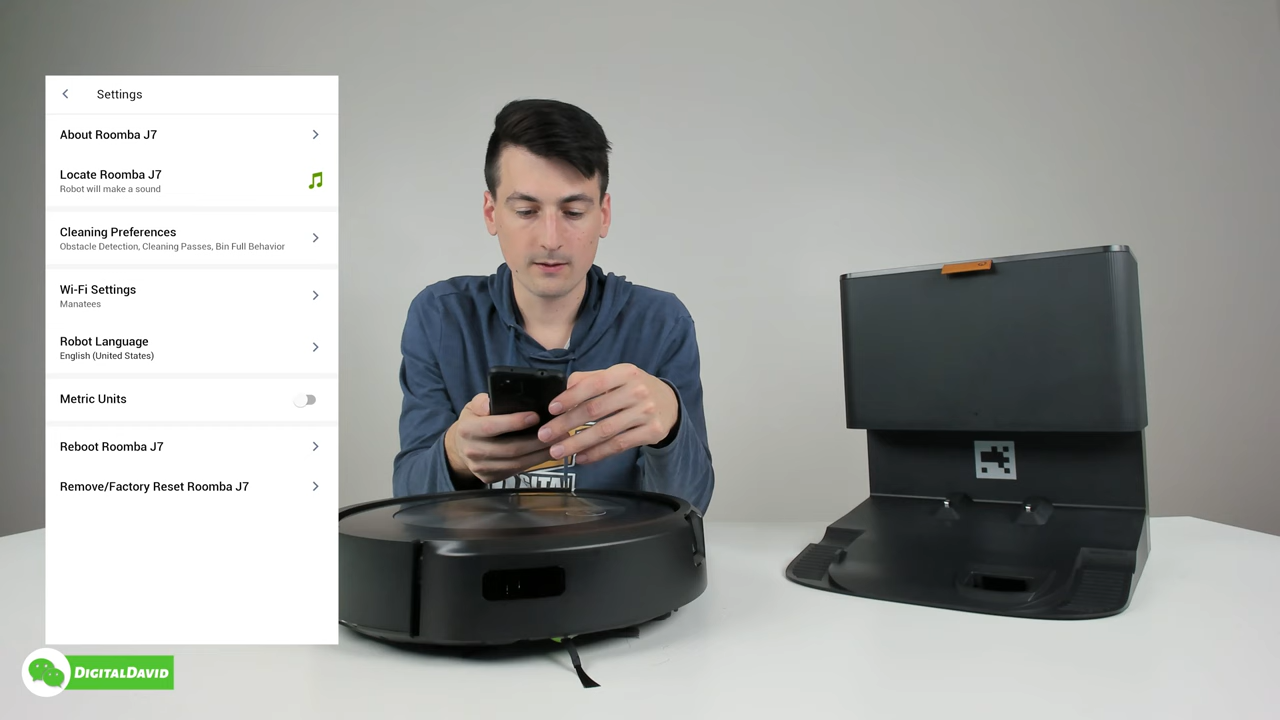 Settings
About Roomba J7
Locate Roomba J7
Robot will make a sound
Cleaning Preferences
Obstacle Detection, Cleaning Passes, Bin Full Behavior
Wi-Fi Settings
Manatees
Robot Language
English (United States)
Metric Units
Reboot Roomba J7
Remove/Factory Reset Roomba J7
DIGITALDAVID